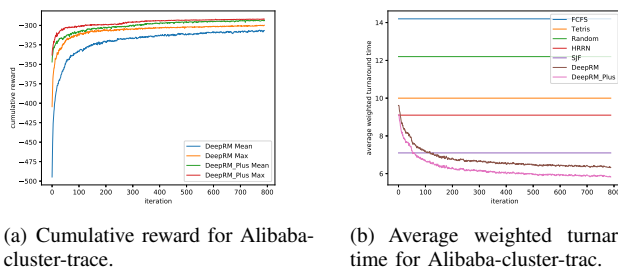 cumulative reward
−300
−325
−350
−375
−400
−425
−450
−475
−500
DeepRM Mean
DeepRM Max
DeepRM_Plus Mean
DeepRM_Plus Max
0 100 200 300 400 500 600 700 800
iteration
average weighted turnaround time
14
12
10
8
6
FCFS
Tetris
Random
HRRN
SJF
DeepRM
DeepRM_Plus
0 100 200 300 400 500 600 700 800
iteration
(a) Cumulative reward for Alibaba-
cluster-trace.
(b) Average weighted turnar
time for Alibaba-cluster-trac.